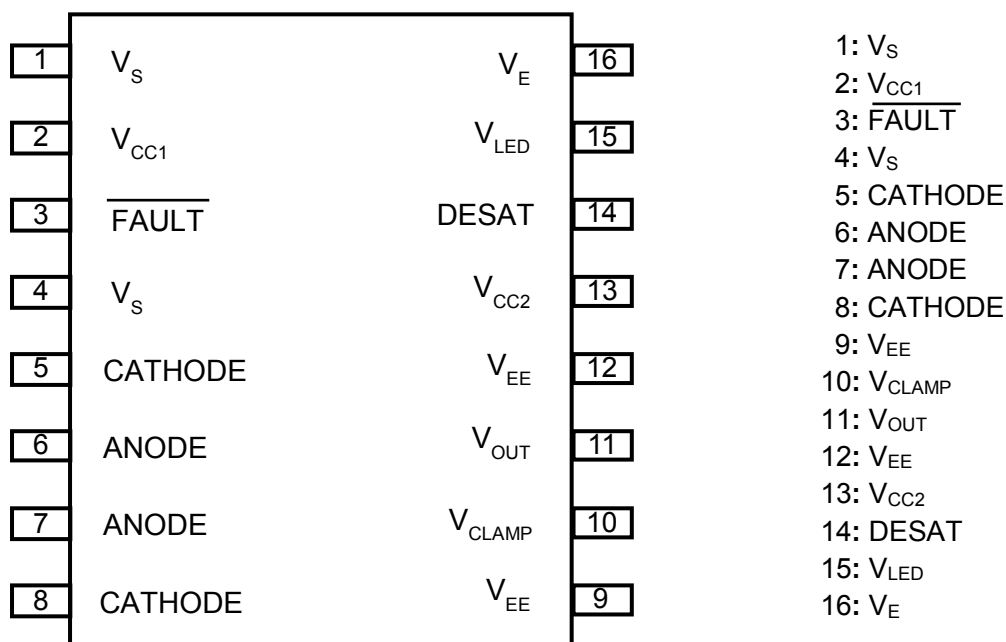 1 V_S V_E 16
2 V_CC1 V_LED 15
3 FAULT DESAT 14
4 V_S V_CC2 13
5 CATHODE V_EE 12
6 ANODE V_OUT 11
7 ANODE V_CLAMP 10
8 CATHODE V_EE 9
1: V_S
2: V_CC1
3: FAULT
4: V_S
5: CATHODE
6: ANODE
7: ANODE
8: CATHODE
9: V_EE
10: V_CLAMP
11: V_OUT
12: V_EE
13: V_CC2
14: DESAT
15: V_LED
16: V_E